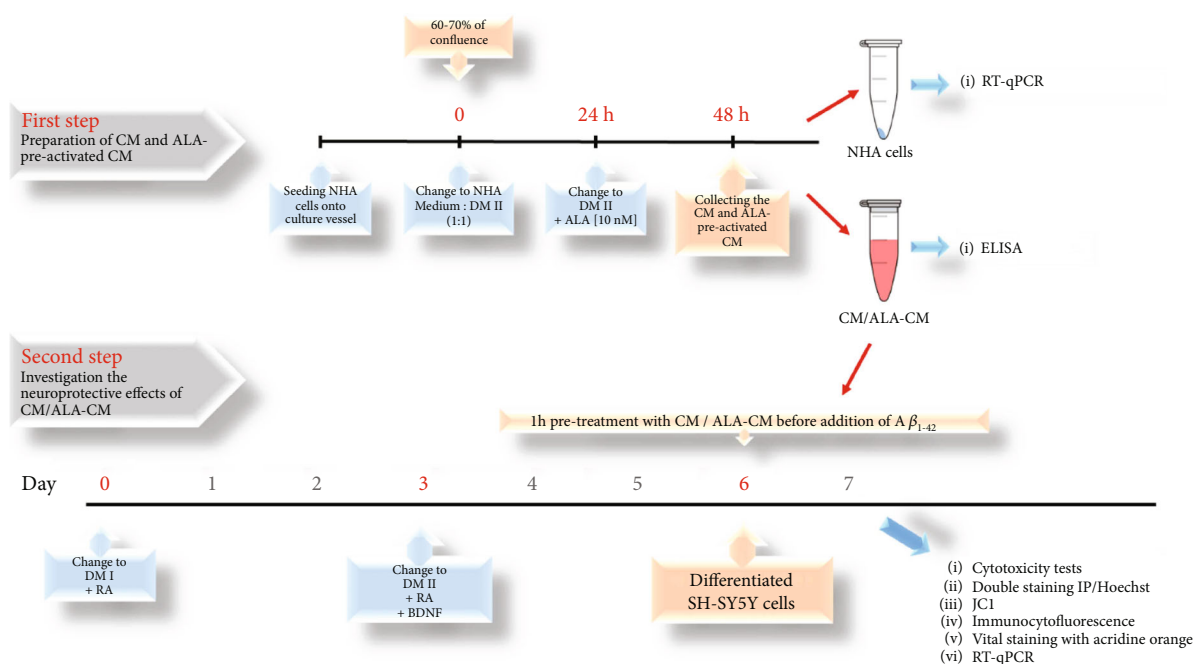 60-70% of
confluence
First step
Preparation of CM and ALA-
pre-activated CM
0
24 h
48 h
Seeding NHA
cells onto
culture vessel
Change to NHA
Medium : DM II
(1:1)
Change to
DM II
+ ALA [10 nM]
Collecting the
CM and ALA-
pre-activated
CM
NHA cells
(i) RT-qPCR
CM/ALA-CM
(i) ELISA
Second step
Investigation the
neuroprotective effects of
CM/ALA-CM
1h pre-treatment with CM / ALA-CM before addition of A β1-42
Day 0 1 2 3 4 5 6 7
Change to
DM I
+ RA
Change to
DM II
+ RA
+ BDNF
Differentiated
SH-SY5Y cells
(i) Cytotoxicity tests
(ii) Double staining IP/Hoechst
(iii) JC1
(iv) Immunocytofluorescence
(v) Vital staining with acridine orange
(vi) RT-qPCR